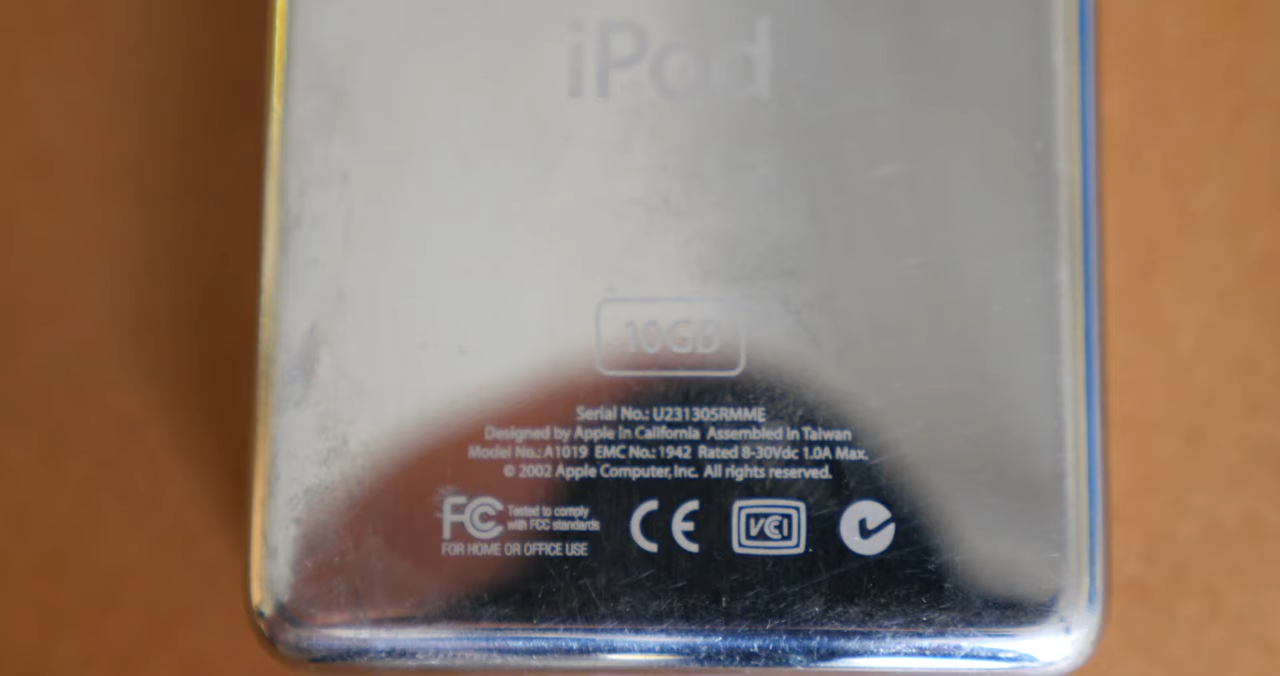 iPod
10GB
Serial No.: U231305RMME
Designed by Apple in California Assembled in Taiwan
Model No.: A1019 EMC No.: 1942 Rated 8-30Vdc 1.0A Max.
© 2002 Apple Computer, Inc. All rights reserved.
FC Tested to comply
with FCC standards
FOR HOME OR OFFICE USE
CE
VCI